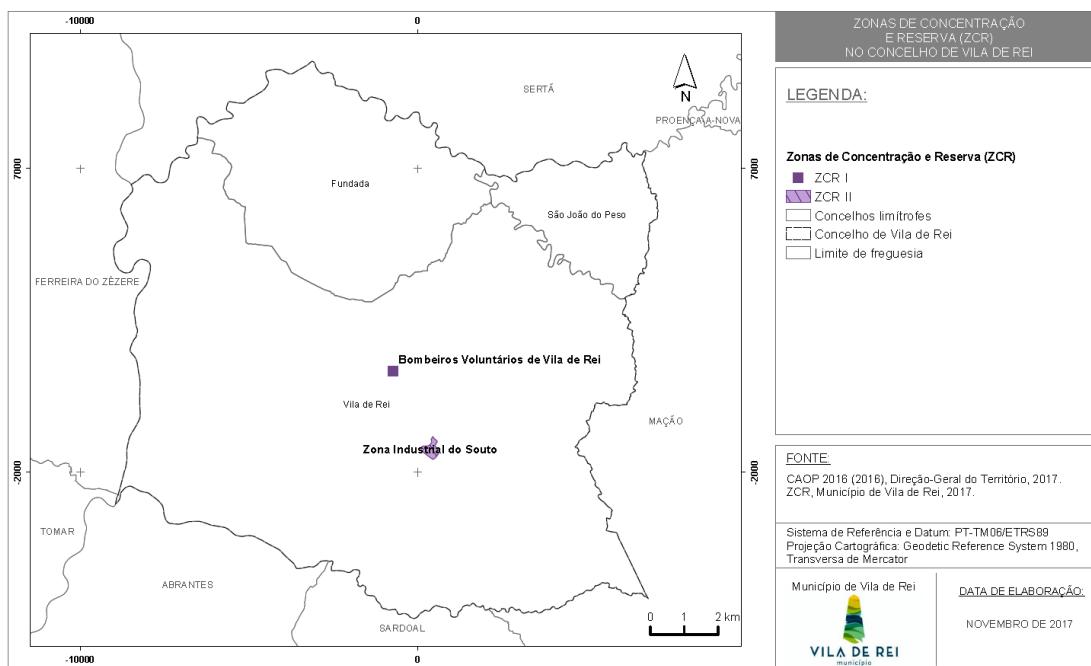 -10000
0
7000
7000
-2000
-2000
-10000
0
SERTÃ
N
PROENÇA-A-NOVA
Fundada
São João do Peso
FERREIRA DO ZÊZERE
Bombeiros Voluntários de Vila de Rei
Vila de Rei
MAÇÃO
Zona Industrial do Souto
TOMAR
ABRANTES
SARDOAL
0 1 2 km
ZONAS DE CONCENTRAÇÃO
E RESERVA (ZCR)
NO CONCELHO DE VILA DE REI
LEGENDA:
Zonas de Concentração e Reserva (ZCR)
ZCR I
ZCR II
Concelhos limítrofes
Concelho de Vila de Rei
Limite de freguesia
FONTE:
CAOP 2016 (2016), Direção-Geral do Território, 2017.
ZCR, Município de Vila de Rei, 2017.
Sistema de Referência e Datum: PT-TM06/ETRS89
Projeção Cartográfica: Geodetic Reference System 1980,
Transversa de Mercator
Município de Vila de Rei
VILA DE REI
município
DATA DE ELABORAÇÃO:
NOVEMBRO DE 2017